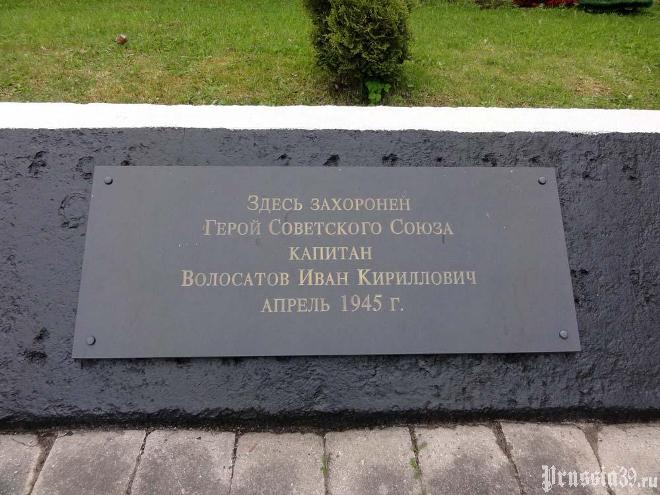 Здесь захоронен
Герой Советского Союза
капитан
Волосатов Иван Кириллович
апрель 1945 г.
Prussia39.ru